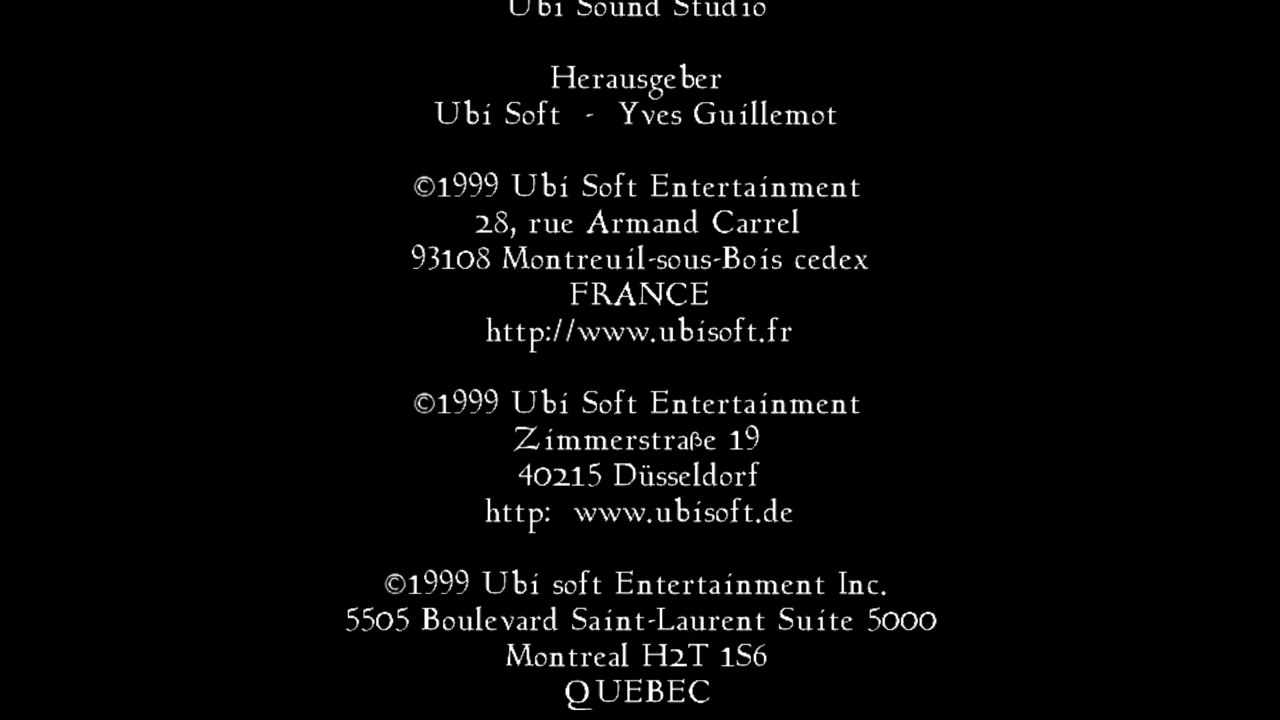 Ubi Sound Studio
Herausgeber
Ubi Soft - Yves Guillemot
©1999 Ubi Soft Entertainment
28, rue Armand Carrel
93108 Montreuil-sous-Bois cedex
FRANCE
http://www.ubisoft.fr
©1999 Ubi Soft Entertainment
Zimmerstraße 19
40215 Düsseldorf
http: www.ubisoft.de
©1999 Ubi soft Entertainment Inc.
5505 Boulevard Saint-Laurent Suite 5000
Montreal H2T 1S6
QUEBEC